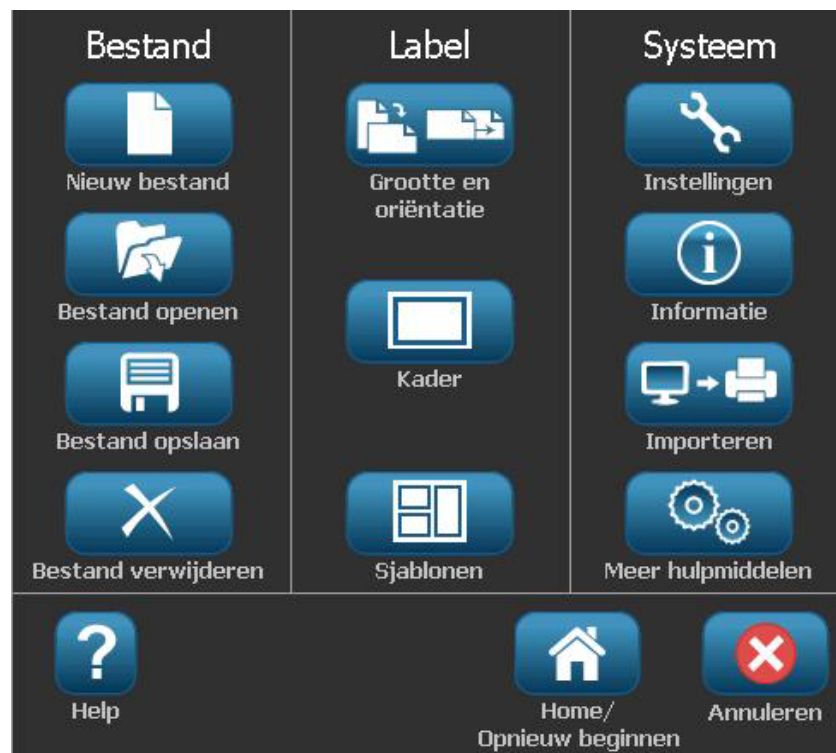 Bestand
Nieuw bestand
Bestand openen
Bestand opslaan
Bestand verwijderen
Label
Grootte en
oriëntatie
Kader
Sjablonen
Systeem
Instellingen
Informatie
Importeren
Meer hulpmiddelen
Help
Home/
Opnieuw beginnen
Annuleren